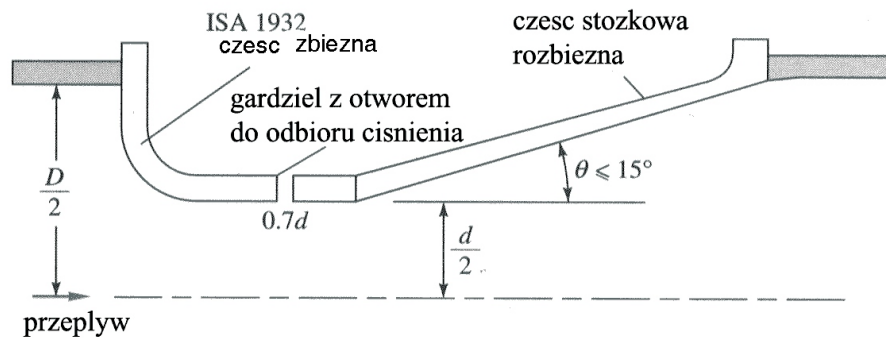 ISA 1932
czesc zbiezna
czesc stozkowa
rozbiezna
gardziel z otworem
do odbioru cisnienia
D
2
θ ⩽ 15°
0.7d
d
2
przeplyw